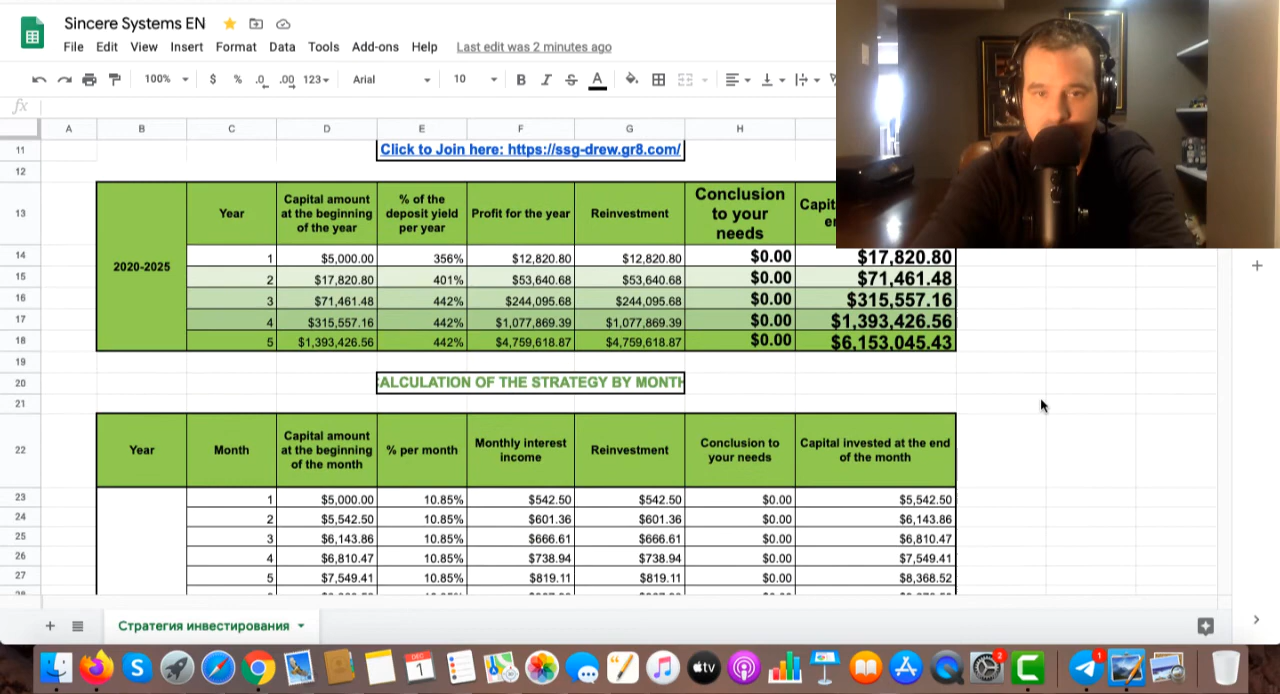 Sincere Systems EN
File Edit View Insert Format Data Tools Add-ons Help Last edit was 2 minutes ago
100% $ % .0 .00 123 Arial 10 B I S A
fx
A B C D E F G H
11 Click to Join here: https://ssg-drew.gr8.com/
12
13 Year Capital amount at the beginning of the year % of the deposit yield per year Profit for the year Reinvestment Conclusion to your needs
2020-2025
14 1 $5,000.00 356% $12,820.80 $12,820.80 $0.00 $17,820.80
15 2 $17,820.80 401% $53,640.68 $53,640.68 $0.00 $71,461.48
16 3 $71,461.48 442% $244,095.68 $244,095.68 $0.00 $315,557.16
17 4 $315,557.16 442% $1,077,869.39 $1,077,869.39 $0.00 $1,393,426.56
18 5 $1,393,426.56 442% $4,759,618.87 $4,759,618.87 $0.00 $6,153,045.43
19
20 ALCULATION OF THE STRATEGY BY MONTH
21
22 Year Month Capital amount at the beginning of the month % per month Monthly interest income Reinvestment Conclusion to your needs Capital invested at the end of the month
23 1 $5,000.00 10.85% $542.50 $542.50 $0.00 $5,542.50
24 2 $5,542.50 10.85% $601.36 $601.36 $0.00 $6,143.86
25 3 $6,143.86 10.85% $666.61 $666.61 $0.00 $6,810.47
26 4 $6,810.47 10.85% $738.94 $738.94 $0.00 $7,549.41
27 5 $7,549.41 10.85% $819.11 $819.11 $0.00 $8,368.52
Стратегия инвестирования
DEC 1 tv 2 1